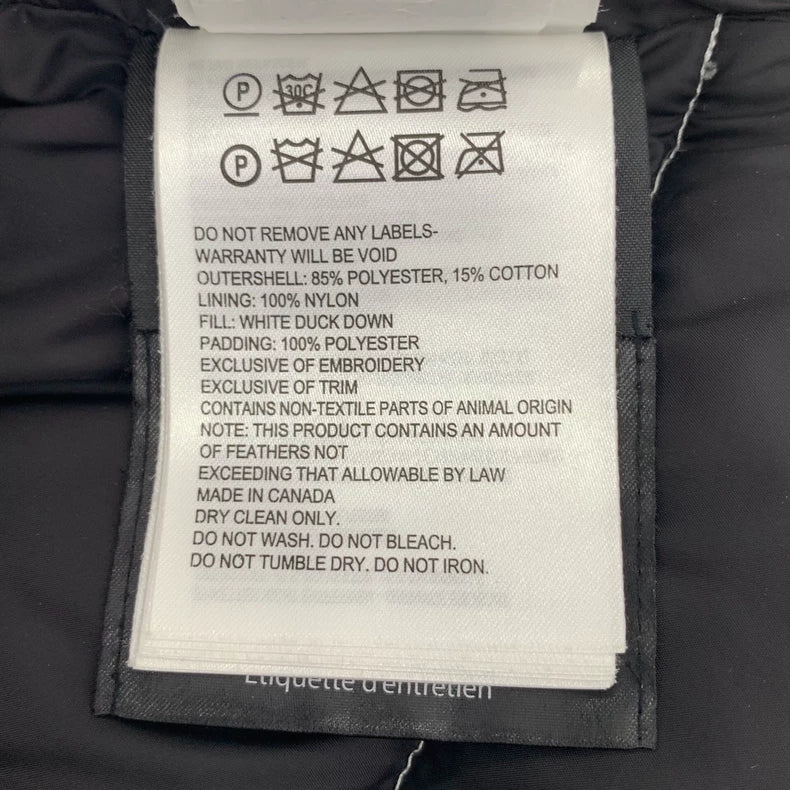 P 30C
P
DO NOT REMOVE ANY LABELS-
WARRANTY WILL BE VOID
OUTERSHELL: 85% POLYESTER, 15% COTTON
LINING: 100% NYLON
FILL: WHITE DUCK DOWN
PADDING: 100% POLYESTER
EXCLUSIVE OF EMBROIDERY
EXCLUSIVE OF TRIM
CONTAINS NON-TEXTILE PARTS OF ANIMAL ORIGIN
NOTE: THIS PRODUCT CONTAINS AN AMOUNT
OF FEATHERS NOT
EXCEEDING THAT ALLOWABLE BY LAW
MADE IN CANADA
DRY CLEAN ONLY.
DO NOT WASH. DO NOT BLEACH.
DO NOT TUMBLE DRY. DO NOT IRON.
Etiquette d'entretien